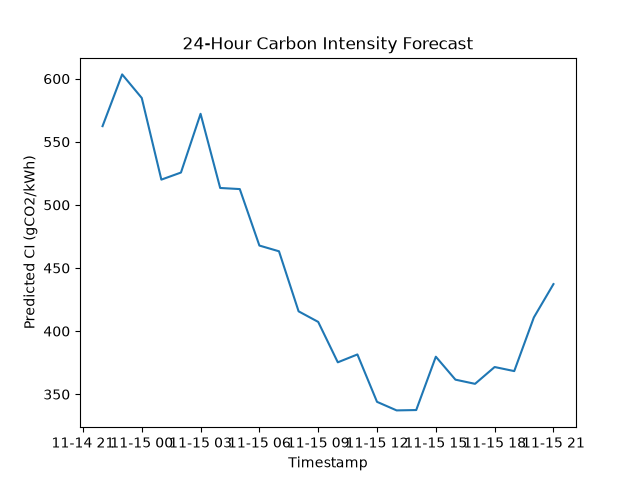 24-Hour Carbon Intensity Forecast
Predicted CI (gCO2/kWh)
600
550
500
450
400
350
11-14 21 11-15 00 11-15 03 11-15 06 11-15 09 11-15 12 11-15 15 11-15 18 11-15 21
Timestamp